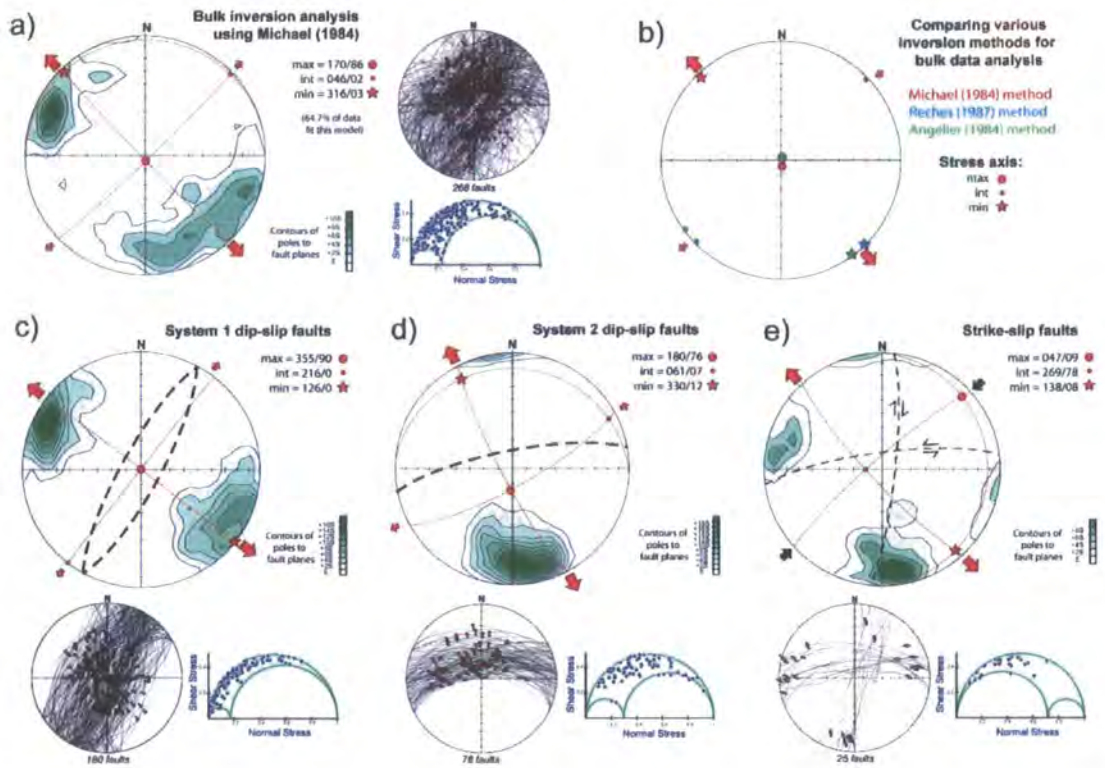 a)
Bulk inversion analysis
using Michael (1984)
N
max = 170/86
int = 046/02
min = 316/03
(64.7% of data
fit this model)
268 faults
Contours of
poles to
fault planes
Shear Stress
Normal Stress
b)
N
Comparing various
inversion methods for
bulk data analysis
Michael (1984) method
Reches (1987) method
Angelier (1984) method
Stress axis:
max
int
min
c)
System 1 dip-slip faults
N
max = 355/90
int = 216/0
min = 126/0
Contours of
poles to
fault planes
N
180 faults
Shear Stress
Normal Stress
d)
System 2 dip-slip faults
N
max = 180/76
int = 061/07
min = 330/12
Contours of
poles to
fault planes
N
78 faults
Shear Stress
Normal Stress
e)
Strike-slip faults
N
max = 047/09
int = 269/78
min = 138/08
Contours of
poles to
fault planes
N
25 faults
Shear Stress
Normal Stress